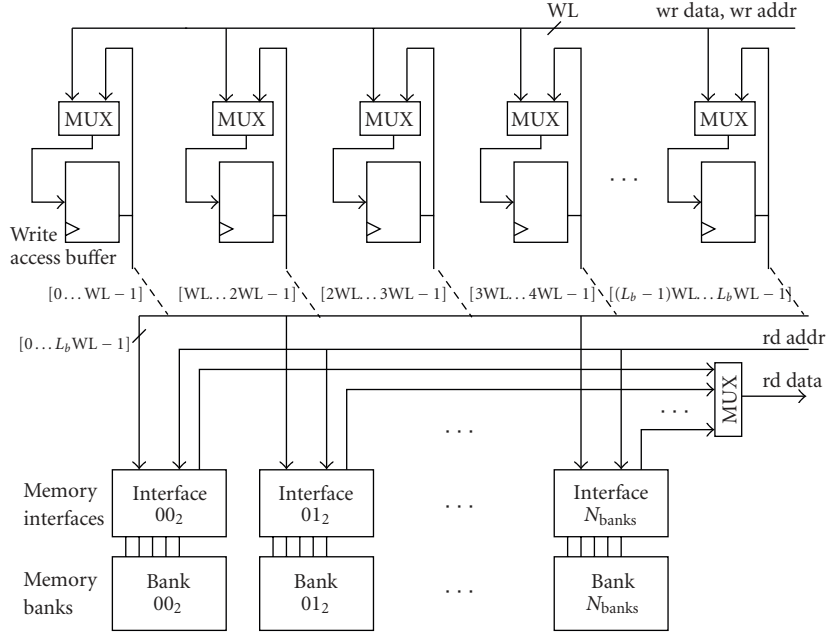 WL
wr data, wr addr
MUX
MUX
MUX
MUX
MUX
. . .
Write
access buffer
[0...WL − 1]
[WL...2WL − 1]
[2WL...3WL − 1]
[3WL...4WL − 1]
[(L_b − 1)WL...L_bWL − 1]
[0...L_bWL − 1]
rd addr
rd data
MUX
. . .
. . .
Memory
interfaces
Interface
00₂
Interface
01₂
. . .
Interface
N_banks
Memory
banks
Bank
00₂
Bank
01₂
. . .
Bank
N_banks